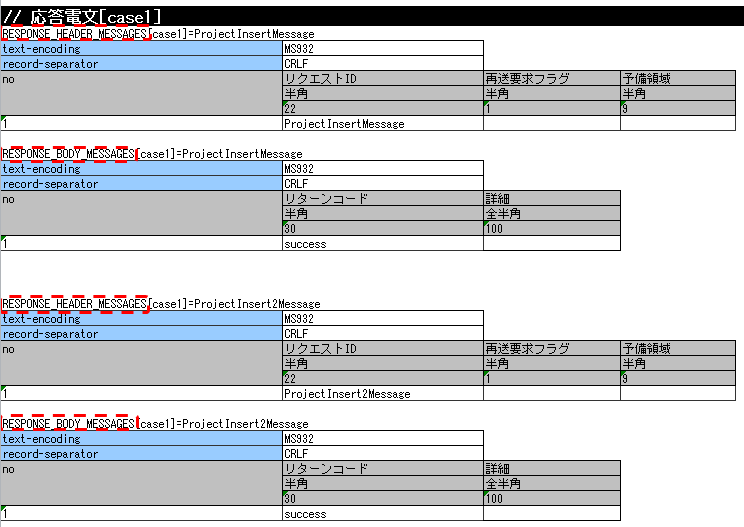 // 応答電文[case1]
RESPONSE_HEADER_MESSAGES[case1]=ProjectInsertMessage
text-encoding MS932
record-separator CRLF
no リクエストID 再送要求フラグ 予備領域
半角 半角 半角
22 1 9
1 ProjectInsertMessage
RESPONSE_BODY_MESSAGES[case1]=ProjectInsertMessage
text-encoding MS932
record-separator CRLF
no リターンコード 詳細
半角 全半角
30 100
1 success
RESPONSE_HEADER_MESSAGES[case1]=ProjectInsert2Message
text-encoding MS932
record-separator CRLF
no リクエストID 再送要求フラグ 予備領域
半角 半角 半角
22 1 9
1 ProjectInsert2Message
RESPONSE_BODY_MESSAGES[case1]=ProjectInsert2Message
text-encoding MS932
record-separator CRLF
no リターンコード 詳細
半角 全半角
30 100
1 success